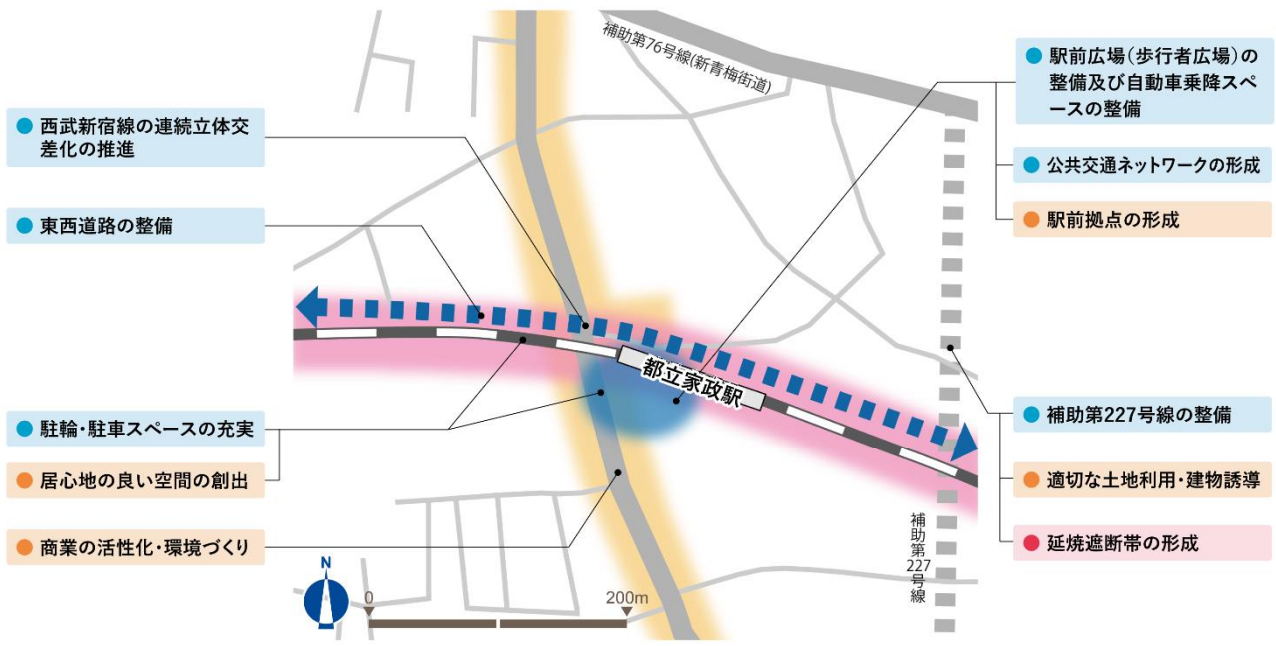 補助第76号線(新青梅街道)
西武新宿線の連続立体交
差化の推進
東西道路の整備
駐輪・駐車スペースの充実
居心地の良い空間の創出
商業の活性化・環境づくり
都立家政駅
駅前広場(歩行者広場)の
整備及び自動車乗降スペ
ースの整備
公共交通ネットワークの形成
駅前拠点の形成
補助第227号線の整備
適切な土地利用・建物誘導
延焼遮断帯の形成
補助第227号線
N
0
200m